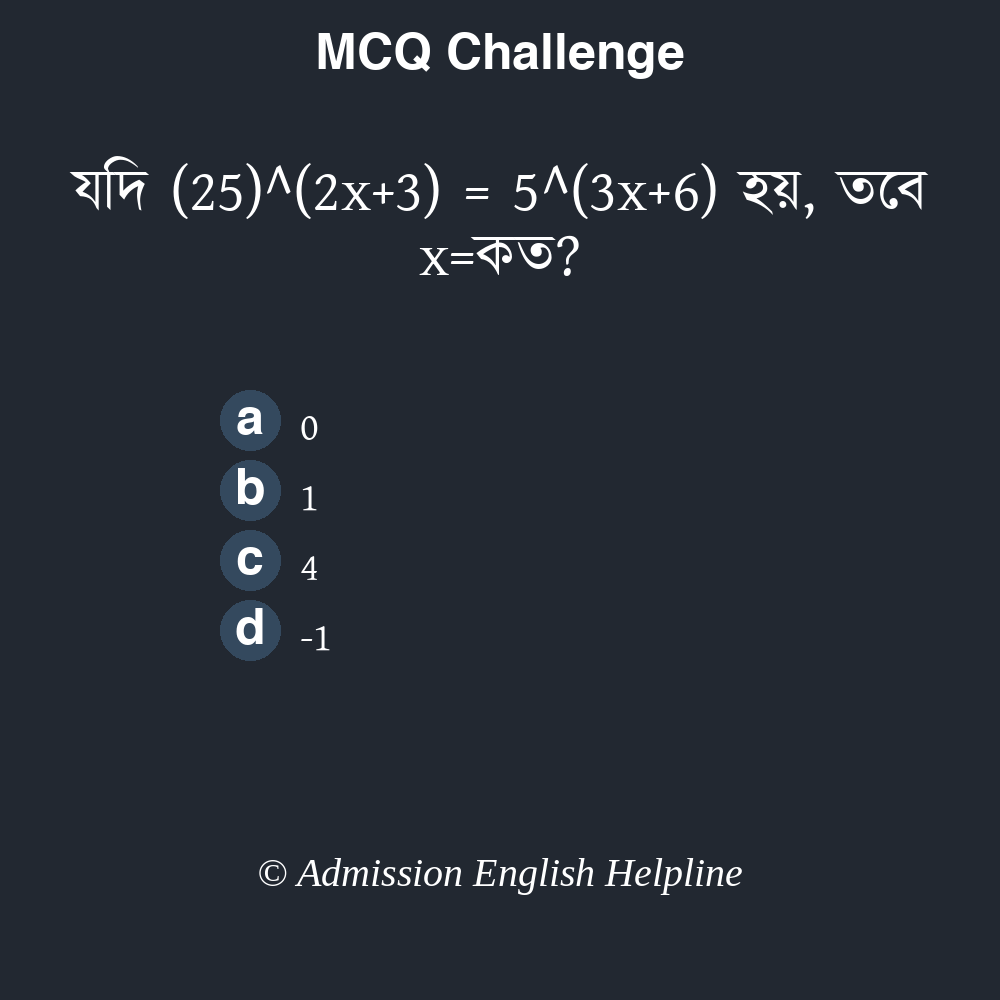 MCQ Challenge
যদি (25)^(2x+3) = 5^(3x+6) হয়, তবে
x=কত?
a 0
b 1
c 4
d -1
© Admission English Helpline